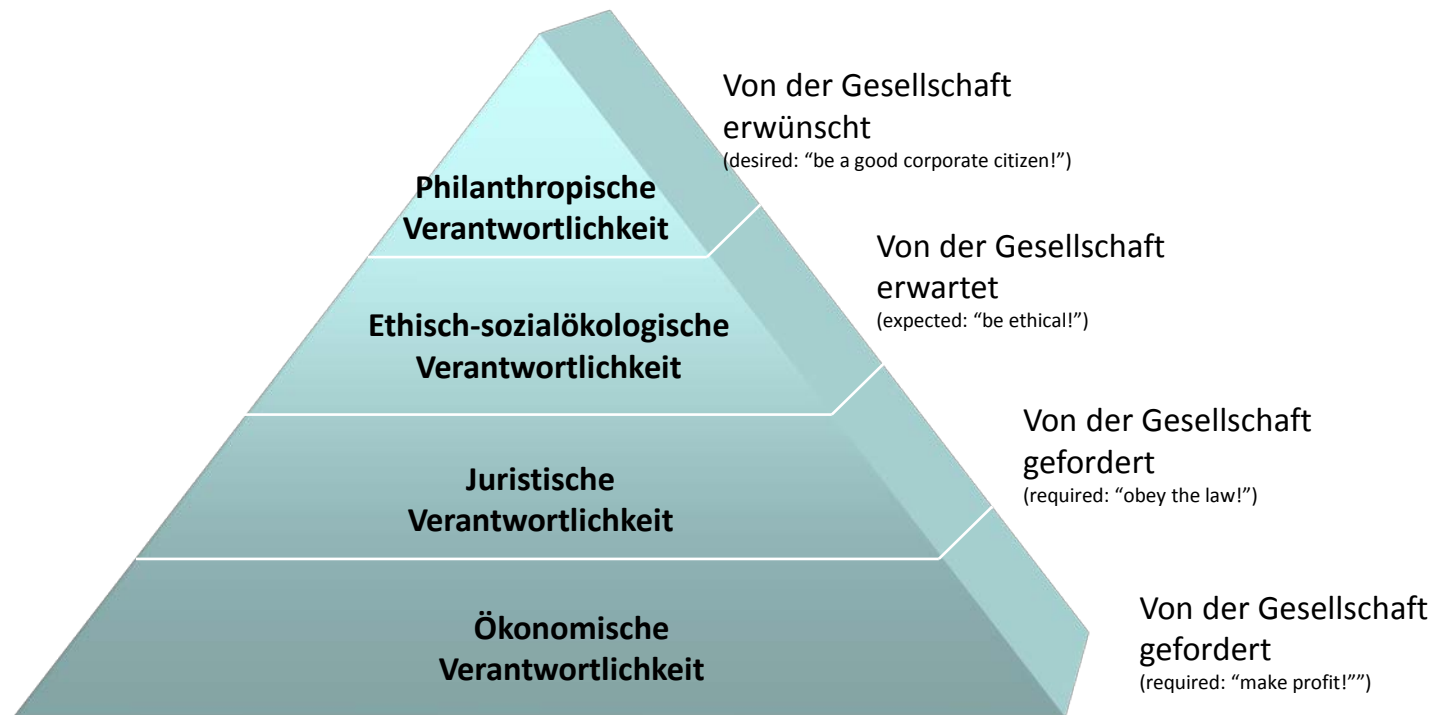 Von der Gesellschaft
erwünscht
(desired: “be a good corporate citizen!”)
Philanthropische
Verantwortlichkeit
Von der Gesellschaft
erwartet
(expected: “be ethical!”)
Ethisch-sozialökologische
Verantwortlichkeit
Von der Gesellschaft
gefordert
(required: “obey the law!”)
Juristische
Verantwortlichkeit
Von der Gesellschaft
gefordert
(required: “make profit!””)
Ökonomische
Verantwortlichkeit